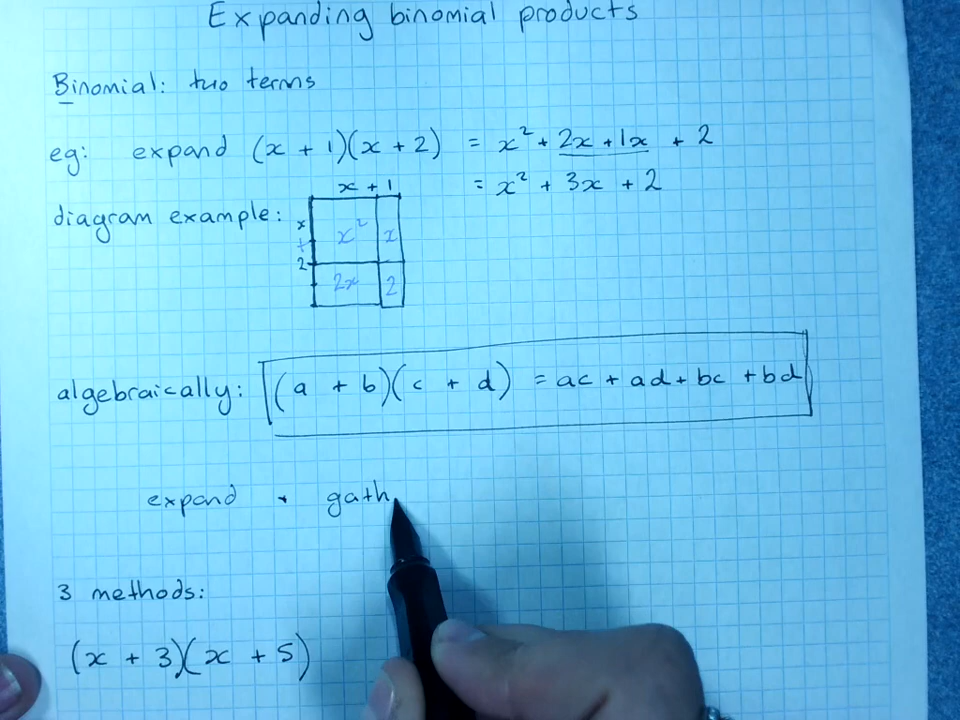 Expanding binomial products
Binomial: two terms
eg: expand (x + 1)(x + 2) = x² + 2x + 1x + 2
= x² + 3x + 2
x + 1
diagram example: x x² x
+
2
2x 2
algebraically: (a + b)(c + d) = ac + ad + bc + bd
expand + gath
3 methods:
(x + 3)(x + 5)